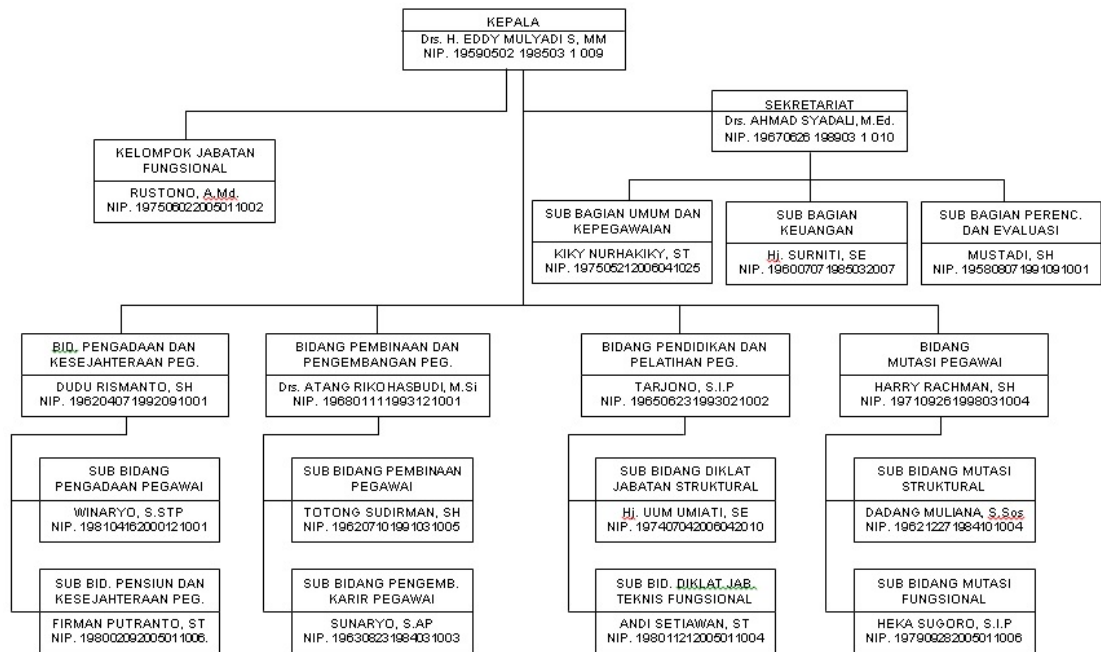 KEPALA
Drs. H. EDDY MULYADI S, MM
NIP. 19590502 198503 1 009
SEKRETARIAT
Drs. AHMAD SYADALI, M.Ed.
NIP. 19670626 198903 1 010
KELOMPOK JABATAN
FUNGSIONAL
RUSTONO, A.Md.
NIP. 197506022005011002
SUB BAGIAN UMUM DAN
KEPEGAWAIAN
KIKY NURHAKIKY, ST
NIP. 197505212006041025
SUB BAGIAN
KEUANGAN
Hj. SURNITI, SE
NIP. 196007071985032007
SUB BAGIAN PERENC.
DAN EVALUASI
MUSTADI, SH
NIP. 195808071991091001
BID. PENGADAAN DAN
KESEJAHTERAAN PEG.
DUDU RISMANTO, SH
NIP. 196204071992091001
BIDANG PEMBINAAN DAN
PENGEMBANGAN PEG.
Drs. ATANG RIKO HASBUDI, M.Si
NIP. 196801111993121001
BIDANG PENDIDIKAN DAN
PELATIHAN PEG.
TARJONO, S.I.P
NIP. 196506231993021002
BIDANG
MUTASI PEGAWAI
HARRY RACHMAN, SH
NIP. 197109261998031004
SUB BIDANG
PENGADAAN PEGAWAI
WINARYO, S.STP
NIP. 198104162000121001
SUB BIDANG PEMBINAAN
PEGAWAI
TOTONG SUDIRMAN, SH
NIP. 196207101991031005
SUB BIDANG DIKLAT
JABATAN STRUKTURAL
Hj. UUM UMIATI, SE
NIP. 197407042006042010
SUB BIDANG MUTASI
STRUKTURAL
DADANG MULIANA, S.Sos
NIP. 196212271984101004
SUB BID. PENSIUN DAN
KESEJAHTERAAN PEG.
FIRMAN PUTRANTO, ST
NIP. 198002092005011006.
SUB BIDANG PENGEMB.
KARIR PEGAWAI
SUNARYO, S.AP
NIP. 196308231984031003
SUB BID. DIKLAT JAB.
TEKNIS FUNGSIONAL
ANDI SETIAWAN, ST
NIP. 198011212005011004
SUB BIDANG MUTASI
FUNGSIONAL
HEKA SUGORO, S.I.P
NIP. 197909282005011006